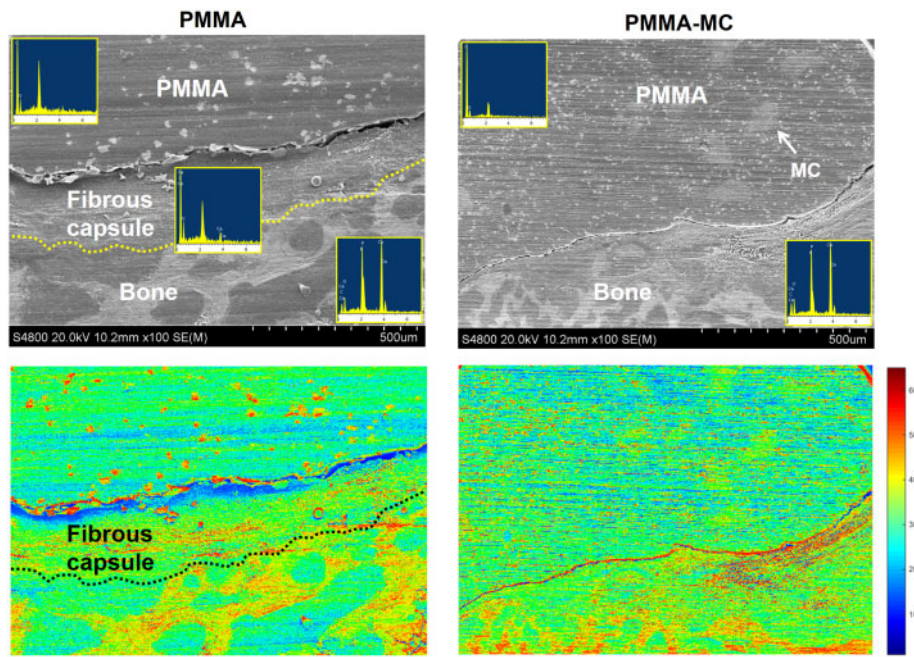 PMMA
PMMA-MC
PMMA
PMMA
MC
Fibrous
capsule
Bone
Bone
S4800 20.0kV 10.2mm x100 SE(M)
500um
S4800 20.0kV 10.2mm x100 SE(M)
500um
Fibrous
capsule